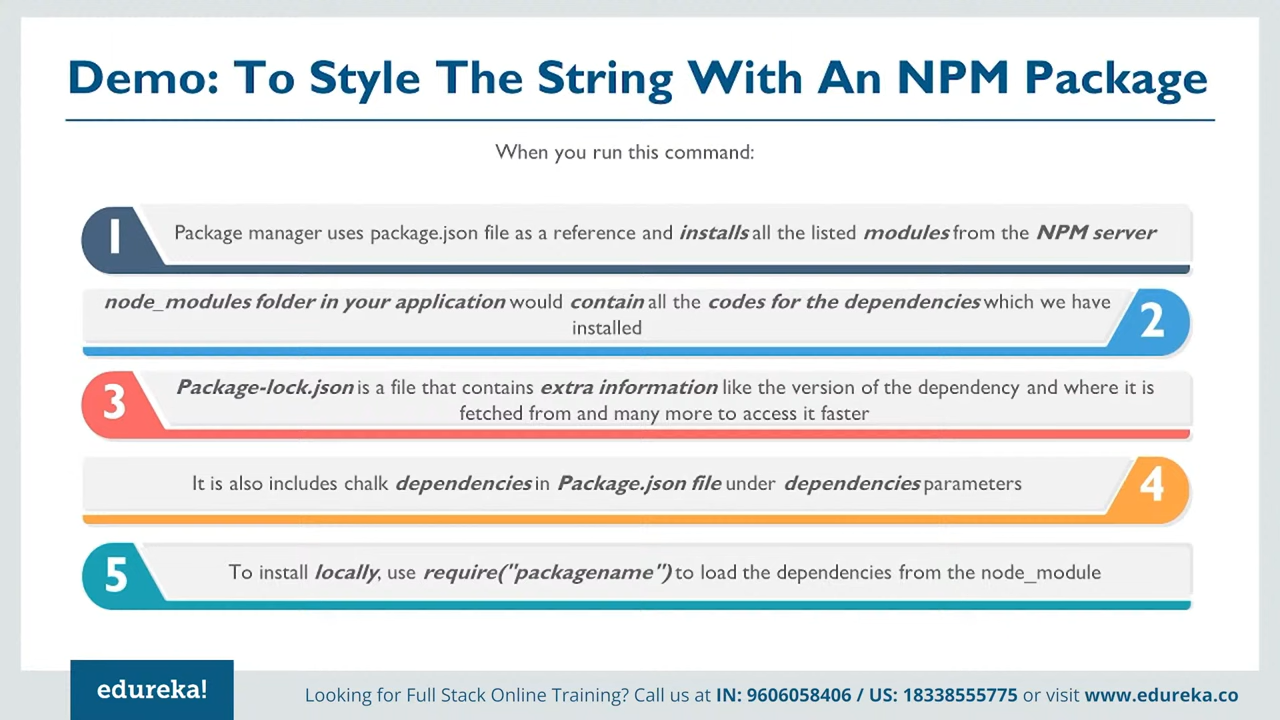 Demo: To Style The String With An NPM Package
When you run this command:
1
Package manager uses package.json file as a reference and installs all the listed modules from the NPM server
node_modules folder in your application would contain all the codes for the dependencies which we have
installed
2
3
Package-lock.json is a file that contains extra information like the version of the dependency and where it is
fetched from and many more to access it faster
It is also includes chalk dependencies in Package.json file under dependencies parameters
4
5
To install locally, use require("packagename") to load the dependencies from the node_module
edureka!
Looking for Full Stack Online Training? Call us at IN: 9606058406 / US: 18338555775 or visit www.edureka.co